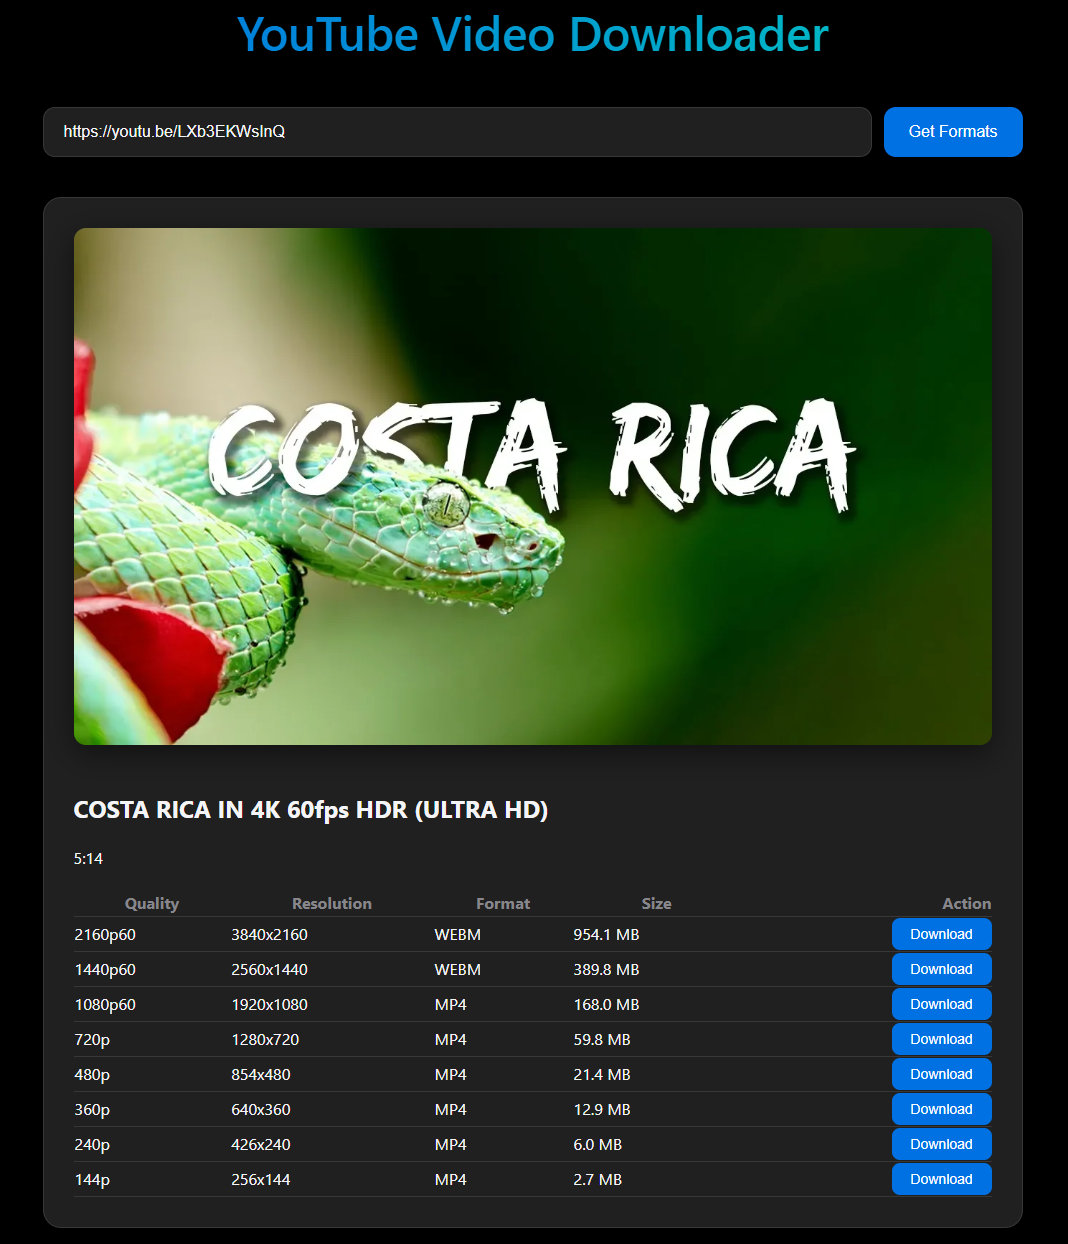 YouTube Video Downloader
https://youtu.be/LXb3EKWsInQ
Get Formats
COSTA RICA
COSTA RICA IN 4K 60fps HDR (ULTRA HD)
5:14
Quality Resolution Format Size Action
2160p60 3840x2160 WEBM 954.1 MB Download
1440p60 2560x1440 WEBM 389.8 MB Download
1080p60 1920x1080 MP4 168.0 MB Download
720p 1280x720 MP4 59.8 MB Download
480p 854x480 MP4 21.4 MB Download
360p 640x360 MP4 12.9 MB Download
240p 426x240 MP4 6.0 MB Download
144p 256x144 MP4 2.7 MB Download